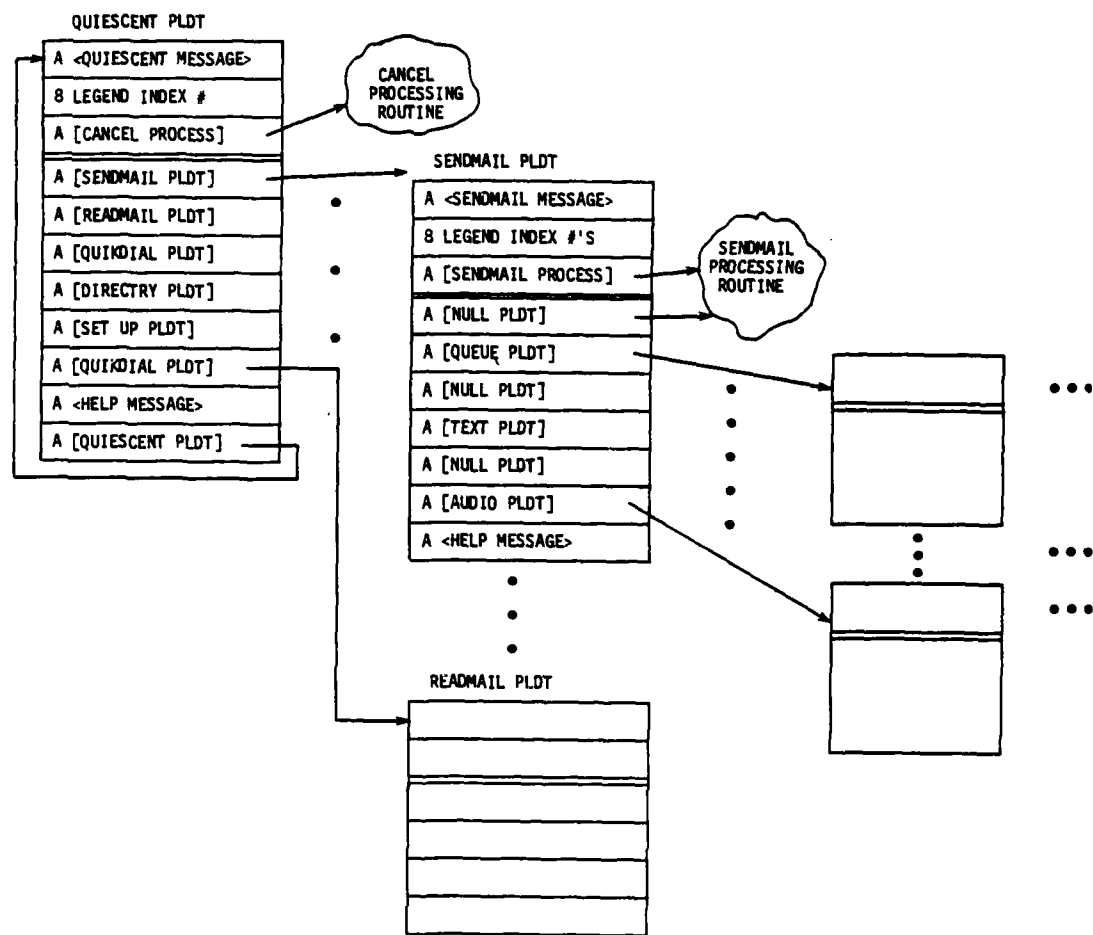 QUIESCENT PLDT
A <QUIESCENT MESSAGE>
8 LEGEND INDEX #
A [CANCEL PROCESS]
A [SENDMAIL PLDT]
A [READMAIL PLDT]
A [QUIKDIAL PLDT]
A [DIRECTRY PLDT]
A [SET UP PLDT]
A [QUIKDIAL PLDT]
A <HELP MESSAGE>
A [QUIESCENT PLDT]
CANCEL
PROCESSING
ROUTINE
SENDMAIL PLDT
A <SENDMAIL MESSAGE>
8 LEGEND INDEX #'S
A [SENDMAIL PROCESS]
A [NULL PLDT]
A [QUEUE PLDT]
A [NULL PLDT]
A [TEXT PLDT]
A [NULL PLDT]
A [AUDIO PLDT]
A <HELP MESSAGE>
SENDMAIL
PROCESSING
ROUTINE
READMAIL PLDT